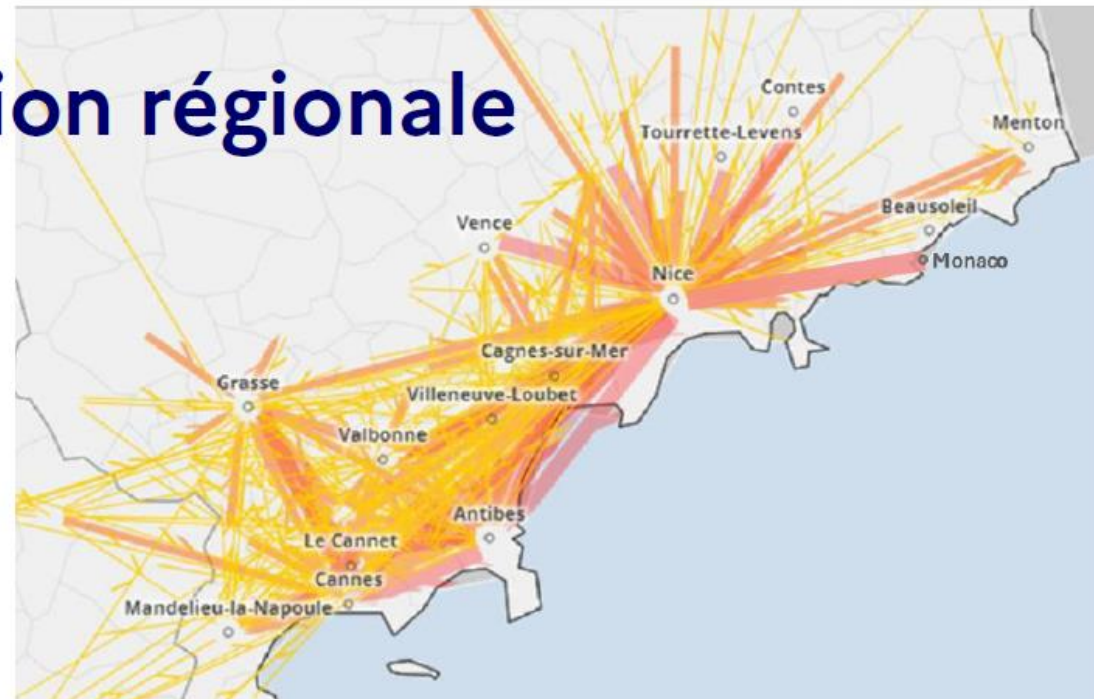 ion régionale
Contes
Tourrette-Levens
Menton
Beausoleil
Vence
Monaco
Nice
Cagnes-sur-Mer
Grasse
Villeneuve-Loubet
Valbonne
Antibes
Le Cannet
Cannes
Mandelieu-la-Napoule